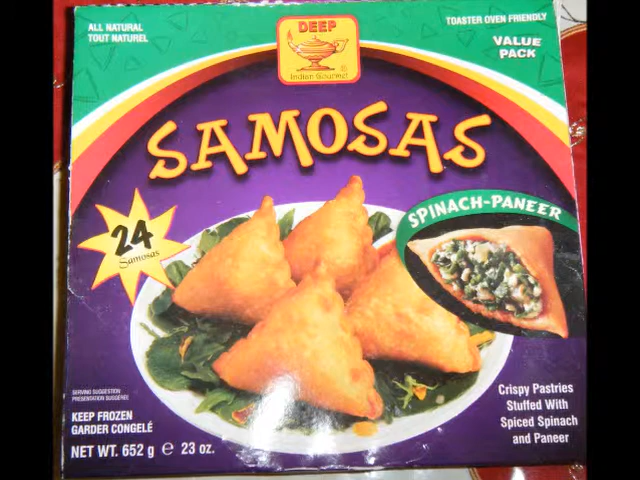 ALL NATURAL
TOUT NATUREL
DEEP
Indian Gourmet
®
TOASTER OVEN FRIENDLY
VALUE
PACK
SAMOSAS
24
Samosas
SPINACH-PANEER
SERVING SUGGESTION
PRÉSENTATION SUGGÉRÉE
KEEP FROZEN
GARDER CONGELÉ
NET WT. 652 g e 23 oz.
Crispy Pastries
Stuffed With
Spiced Spinach
and Paneer